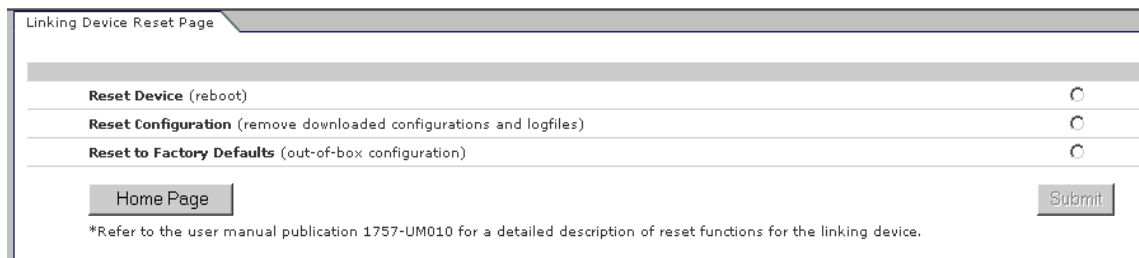 Linking Device Reset Page
Reset Device (reboot)
Reset Configuration (remove downloaded configurations and logfiles)
Reset to Factory Defaults (out-of-box configuration)
Home Page
Submit
*Refer to the user manual publication 1757-UM010 for a detailed description of reset functions for the linking device.